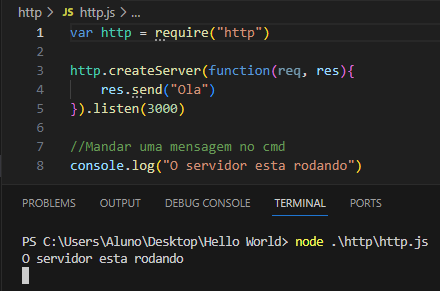 http > JS http.js > ...
1 var http = require("http")
2
3 http.createServer(function(req, res){
4 res.send("Ola")
5 }).listen(3000)
6
7 //Mandar uma mensagem no cmd
8 console.log("O servidor esta rodando")
PROBLEMS OUTPUT DEBUG CONSOLE TERMINAL PORTS
PS C:\Users\Aluno\Desktop\Hello World> node .\http\http.js
O servidor esta rodando